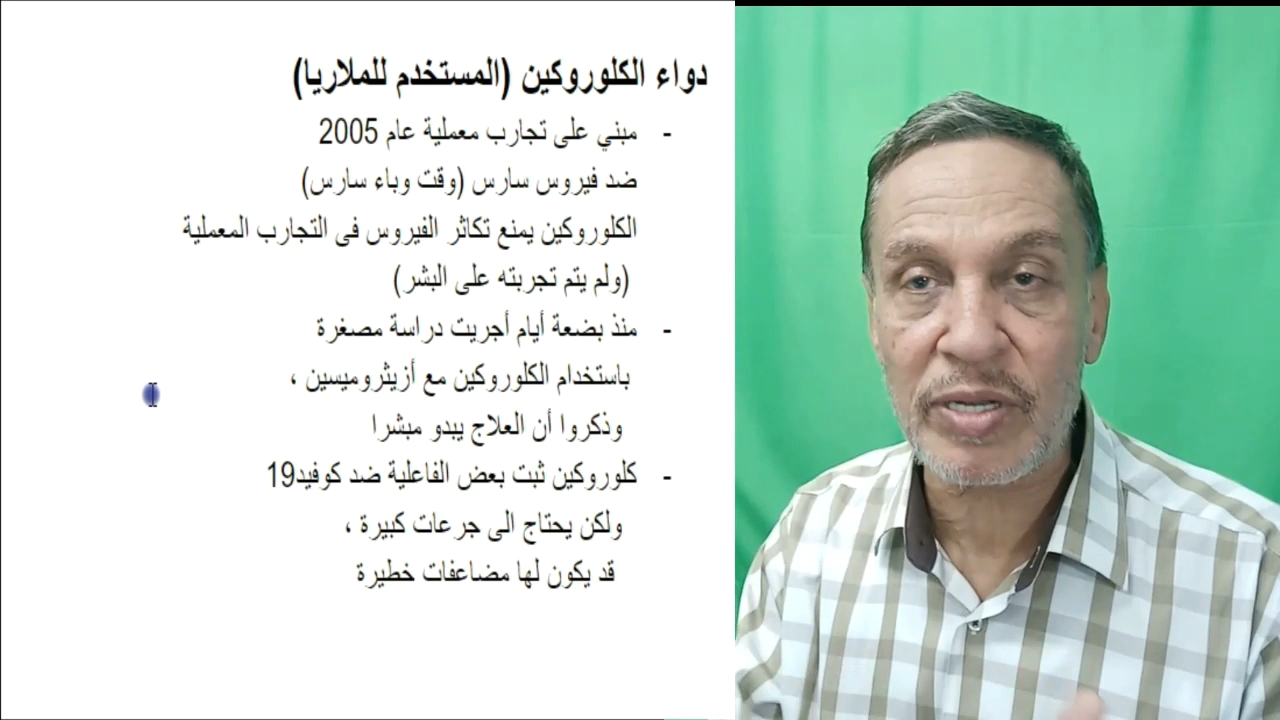 دواء الكلوروكين (المستخدم للملاريا)
- مبني على تجارب معملية عام 2005
ضد فيروس سارس (وقت وباء سارس)
الكلوروكين يمنع تكاثر الفيروس فى التجارب المعملية
(ولم يتم تجربته على البشر)
- منذ بضعة أيام أجريت دراسة مصغرة
باستخدام الكلوروكين مع أزيثروميسين ،
وذكروا أن العلاج يبدو مبشرا
- كلوروكين ثبت بعض الفاعلية ضد كوفيد19
ولكن يحتاج الى جرعات كبيرة ،
قد يكون لها مضاعفات خطيرة